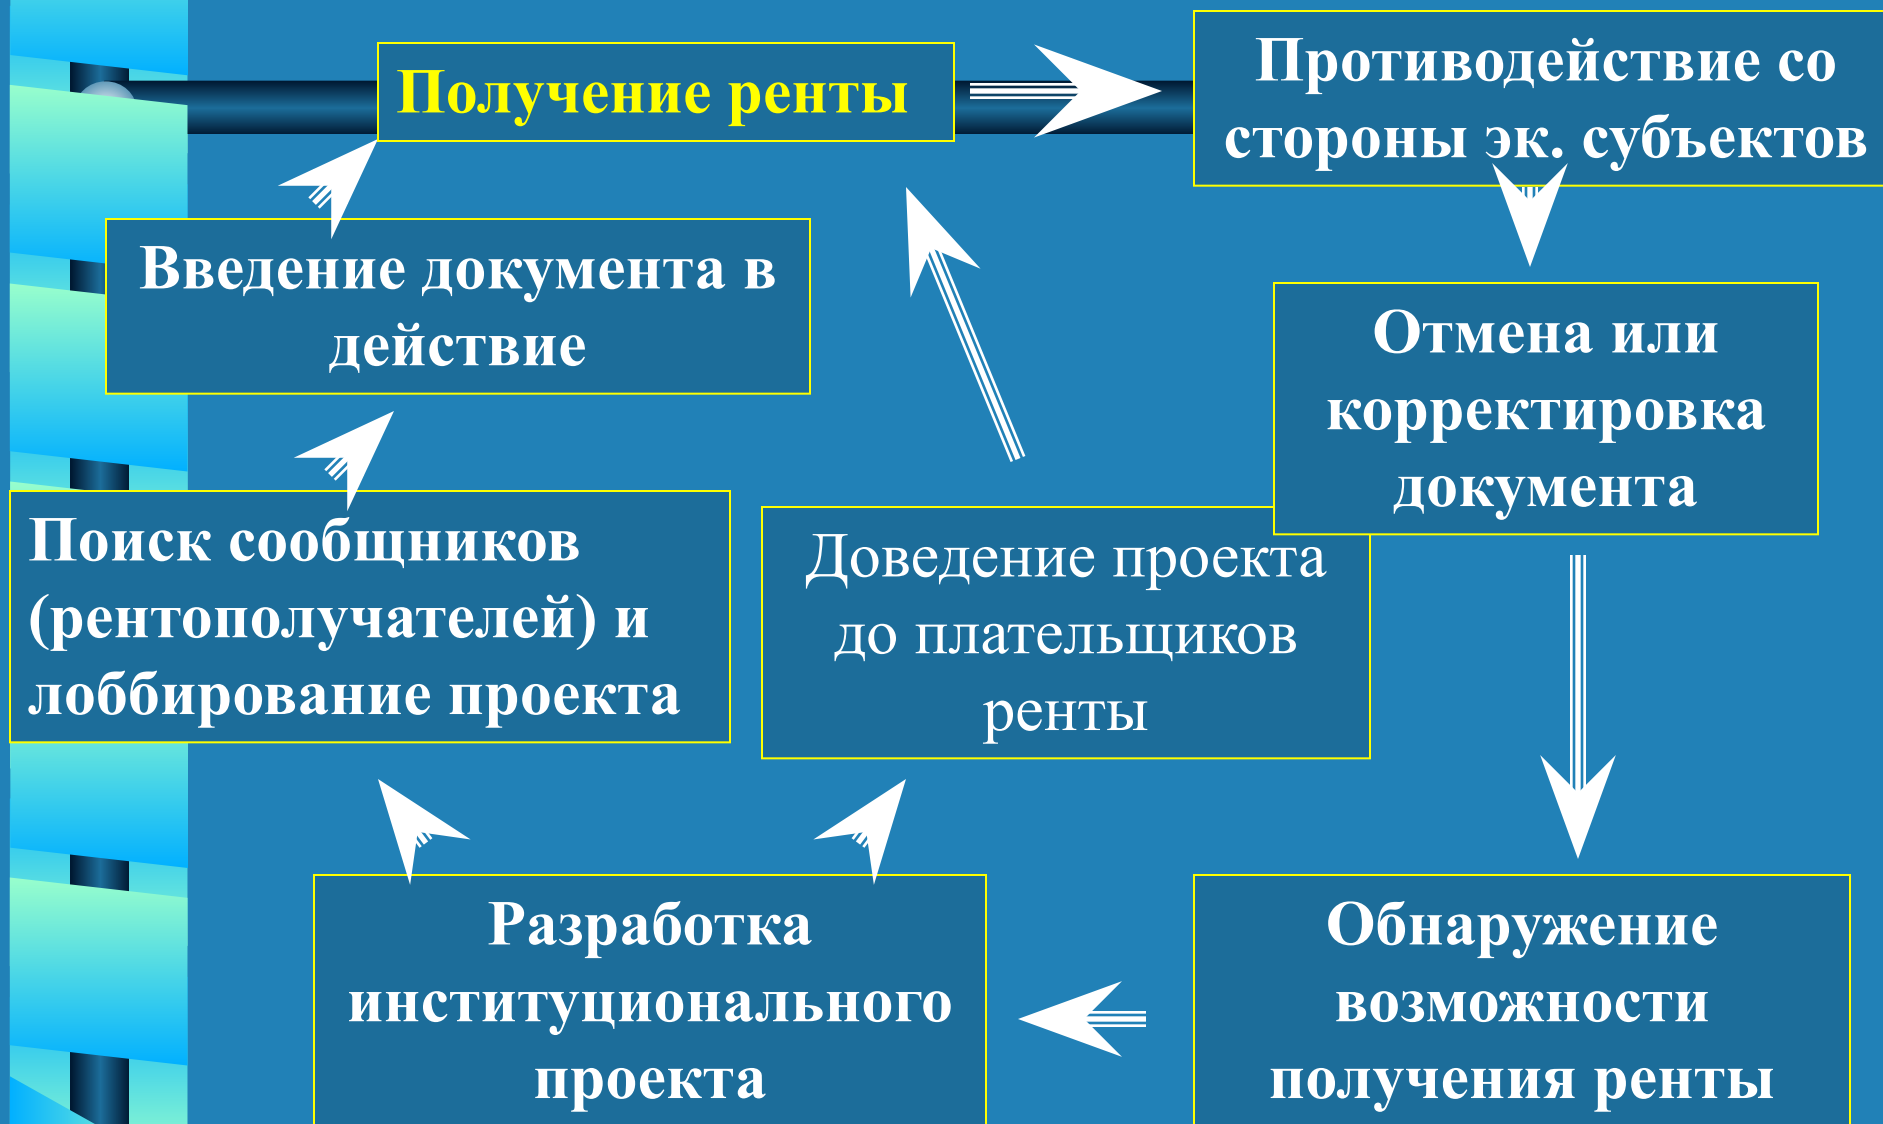 Получение ренты
Противодействие со
стороны эк. субъектов
Введение документа в
действие
Отмена или
корректировка
документа
Поиск сообщников
(рентополучателей) и
лоббирование проекта
Доведение проекта
до плательщиков
ренты
Разработка
институционального
проекта
Обнаружение
возможности
получения ренты